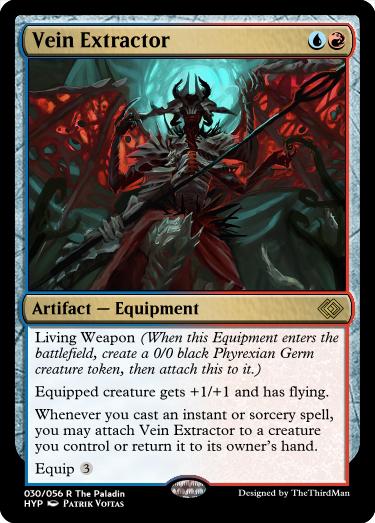 Vein Extractor
Artifact — Equipment
Living Weapon (When this Equipment enters the
battlefield, create a 0/0 black Phyrexian Germ
creature token, then attach this to it.)
Equipped creature gets +1/+1 and has flying.
Whenever you cast an instant or sorcery spell,
you may attach Vein Extractor to a creature
you control or return it to its owner's hand.
Equip 3
030/056 R The Paladin
HYP Patrik Votas
Designed by TheThirdMan